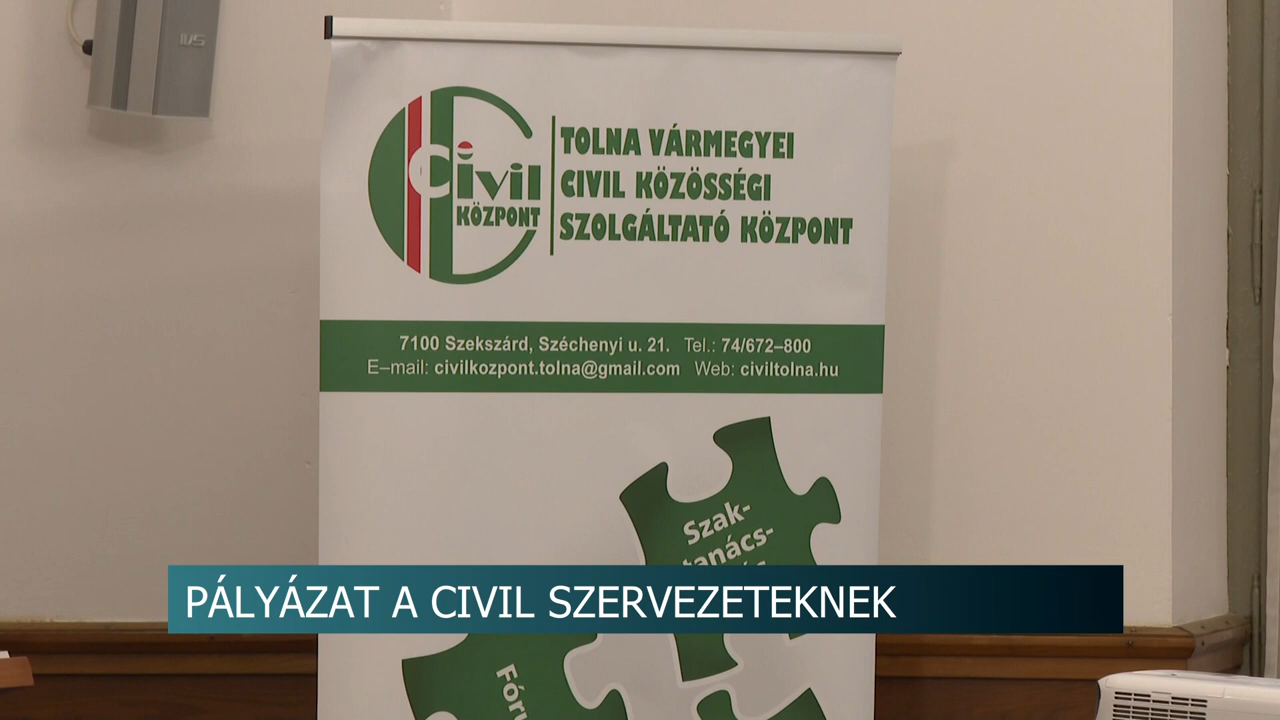 Civil
KÖZPONT
TOLNA VÁRMEGYEI
CIVIL KÖZÖSSÉGI
SZOLGÁLTATÓ KÖZPONT
7100 Szekszárd, Széchenyi u. 21. Tel.: 74/672–800
E–mail: civilkozpont.tolna@gmail.com Web: civiltolna.hu
Szak-
tanács-
PÁLYÁZAT A CIVIL SZERVEZETEKNEK